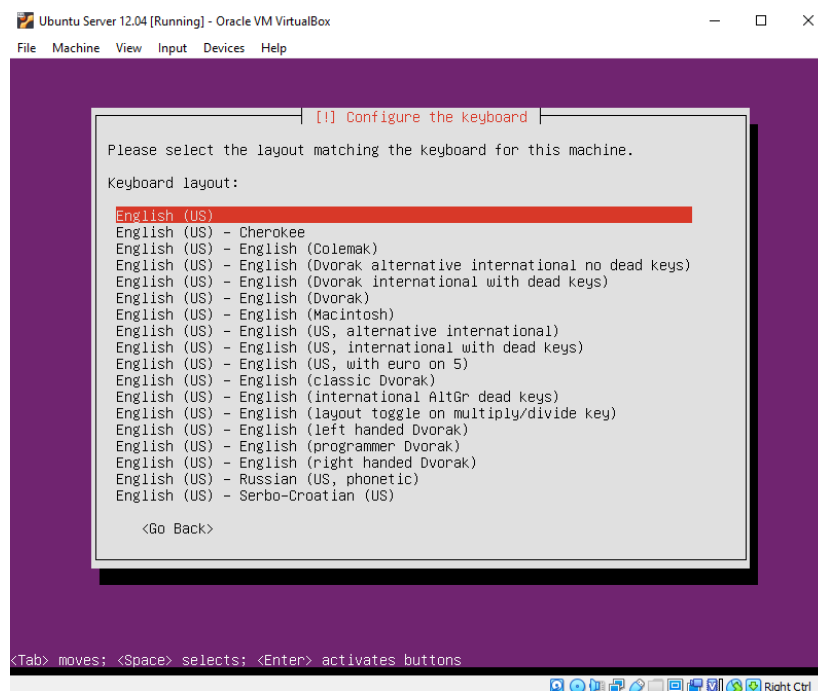 Ubuntu Server 12.04 [Running] - Oracle VM VirtualBox
File Machine View Input Devices Help
[!] Configure the keyboard
Please select the layout matching the keyboard for this machine.
Keyboard layout:
English (US)
English (US) - Cherokee
English (US) - English (Colemak)
English (US) - English (Dvorak alternative international no dead keys)
English (US) - English (Dvorak international with dead keys)
English (US) - English (Dvorak)
English (US) - English (Macintosh)
English (US) - English (US, alternative international)
English (US) - English (US, international with dead keys)
English (US) - English (US, with euro on 5)
English (US) - English (classic Dvorak)
English (US) - English (international AltGr dead keys)
English (US) - English (layout toggle on multiply/divide key)
English (US) - English (left handed Dvorak)
English (US) - English (programmer Dvorak)
English (US) - English (right handed Dvorak)
English (US) - Russian (US, phonetic)
English (US) - Serbo-Croatian (US)
<Go Back>
<Tab> moves; <Space> selects; <Enter> activates buttons
Right Ctrl